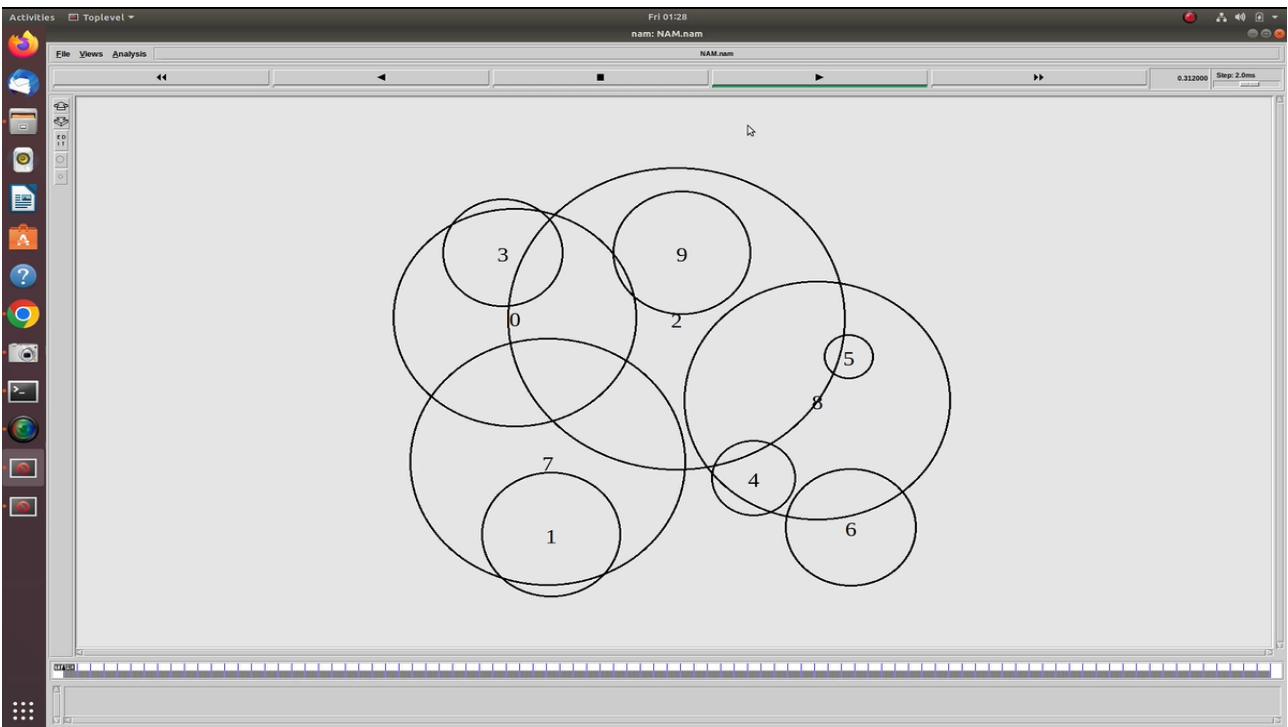 Activities Toplevel Fri 01:28
nam: NAM.nam
File Views Analysis NAM.nam
0.312000 Step: 2.0ms
E D
I T
3
9
0
2
5
8
7
4
6
1